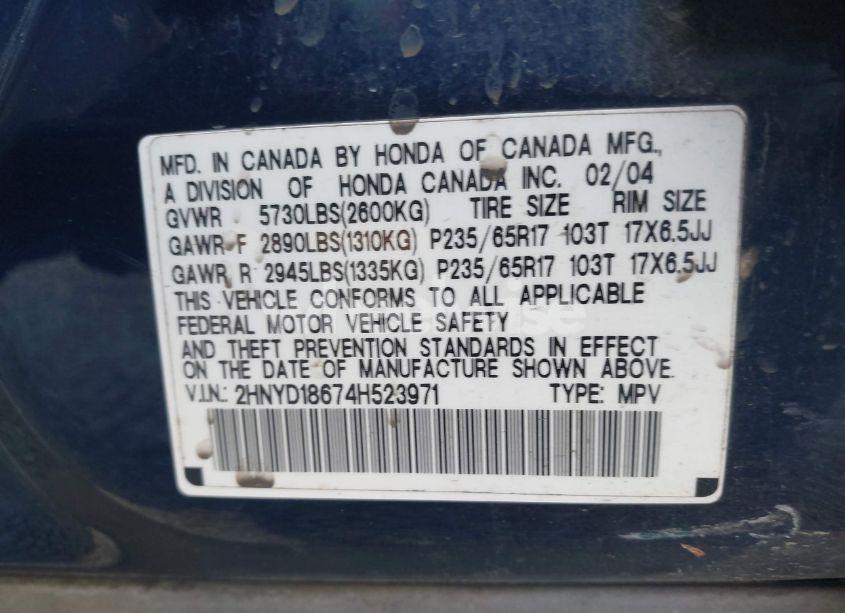 MFD. IN CANADA BY HONDA OF CANADA MFG.,
A DIVISION OF HONDA CANADA INC. 02/04
GVWR 5730LBS(2600KG) TIRE SIZE RIM SIZE
GAWR F 2890LBS(1310KG) P235/65R17 103T 17X6.5JJ
GAWR R 2945LBS(1335KG) P235/65R17 103T 17X6.5JJ
THIS VEHICLE CONFORMS TO ALL APPLICABLE
FEDERAL MOTOR VEHICLE SAFETY
AND THEFT PREVENTION STANDARDS IN EFFECT
ON THE DATE OF MANUFACTURE SHOWN ABOVE.
V.I.N.: 2HNYD18674H523971 TYPE: MPV